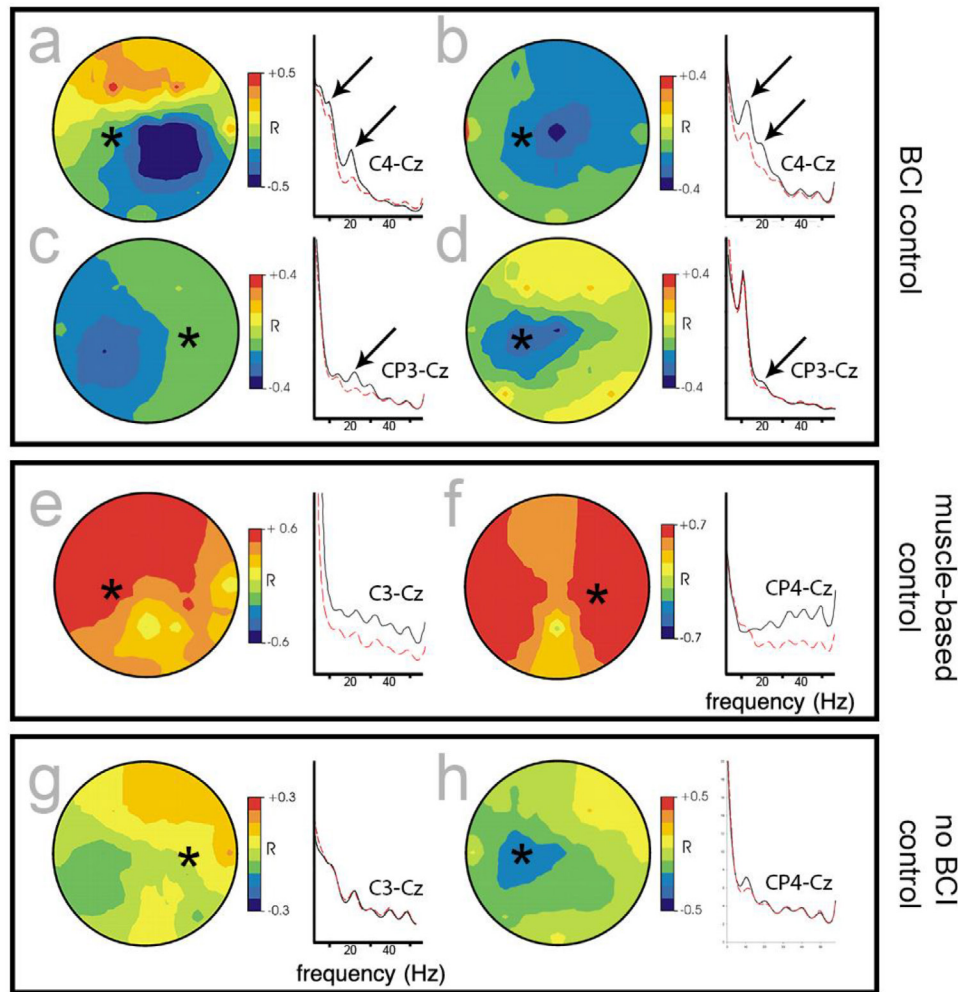 a
+0.5
R
-0.5
C4-Cz
20 40
b
+0.4
R
-0.4
C4-Cz
20 40
c
+0.4
R
-0.4
CP3-Cz
20 40
d
+0.4
R
-0.4
CP3-Cz
20 40
BCI control
e
+ 0.6
R
-0.6
C3-Cz
20 40
f
+0.7
R
-0.7
CP4-Cz
20 40
frequency (Hz)
muscle-based
control
g
+0.3
R
-0.3
C3-Cz
20 40
frequency (Hz)
h
+0.5
R
-0.5
CP4-Cz
no BCI
control